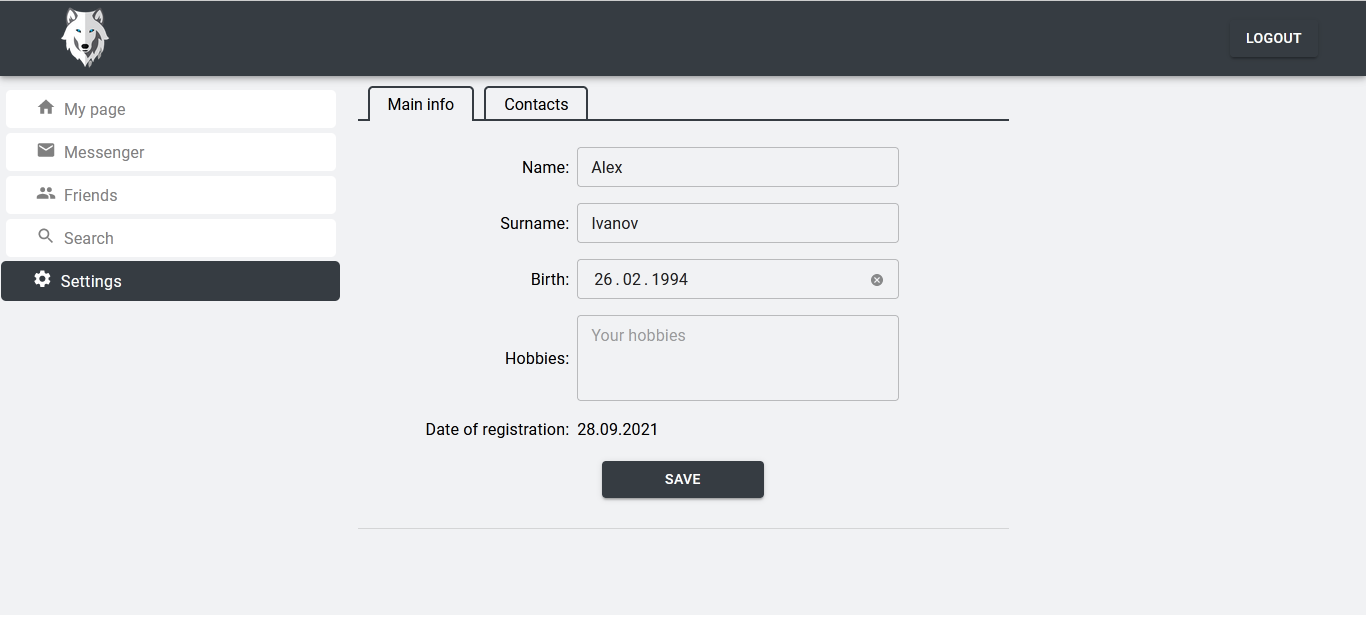 LOGOUT
My page
Messenger
Friends
Search
Settings
Main info
Contacts
Name: Alex
Surname: Ivanov
Birth: 26.02.1994
Hobbies: Your hobbies
Date of registration: 28.09.2021
SAVE